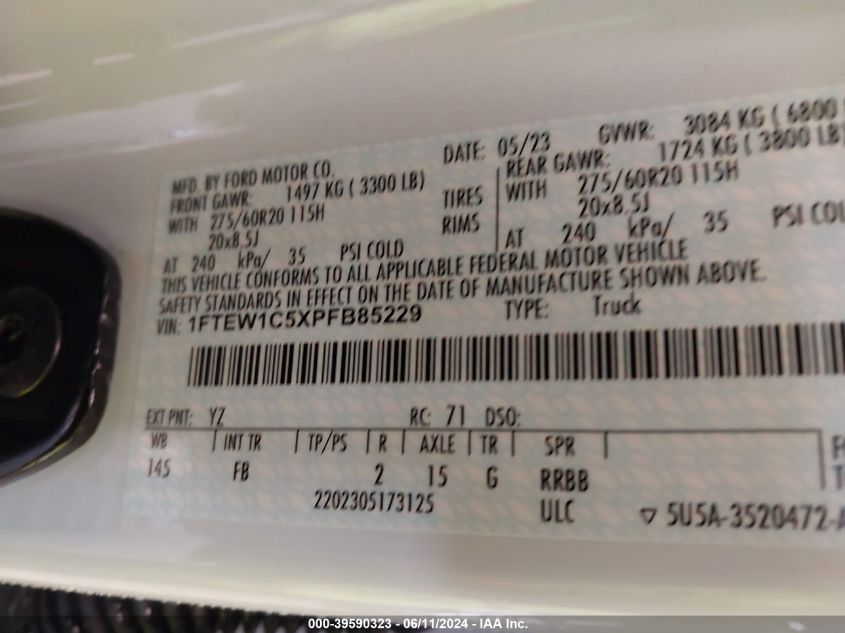 MFD. BY FORD MOTOR CO.
DATE: 05/23
GVWR: 3084 KG ( 6800
FRONT GAWR: 1497 KG ( 3300 LB)
REAR GAWR: 1724 KG ( 3800 LB)
WITH 275/60R20 115H
TIRES
WITH 275/60R20 115H
20x8.5J
RIMS
20x8.5J
AT 240 kPa/ 35 PSI COLD
AT 240 kPa/ 35 PSI COL
THIS VEHICLE CONFORMS TO ALL APPLICABLE FEDERAL MOTOR VEHICLE
SAFETY STANDARDS IN EFFECT ON THE DATE OF MANUFACTURE SHOWN ABOVE.
VIN: 1FTEW1C5XPFB85229
TYPE: Truck
EXT PNT: YZ RC: 71 DSO:
WB INT TR TP/PS R AXLE TR SPR
145 FB 2 15 G RRBB
2202305173125 ULC
5U5A-3520472-A
000-39590323 - 06/11/2024 - IAA Inc.